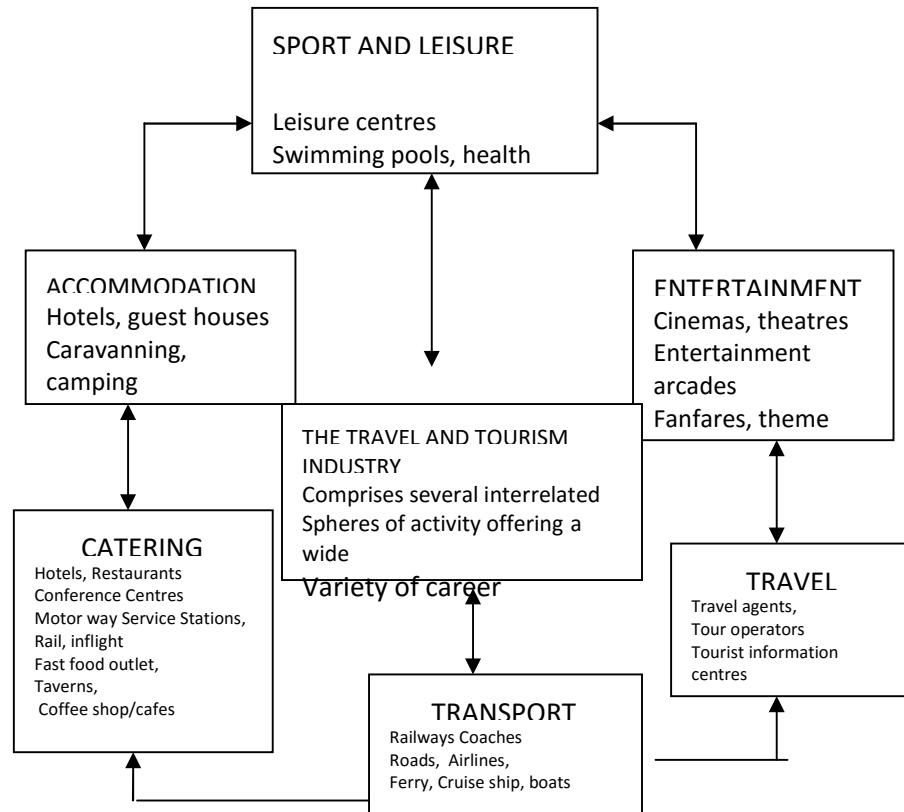 SPORT AND LEISURE
Leisure centres
Swimming pools, health
ACCOMMODATION
Hotels, guest houses
Caravanning,
camping
ENTERTAINMENT
Cinemas, theatres
Entertainment
arcades
Fanfares, theme
THE TRAVEL AND TOURISM
INDUSTRY
Comprises several interrelated
Spheres of activity offering a
wide
Variety of career
CATERING
Hotels, Restaurants
Conference Centres
Motor way Service Stations,
Rail, inflight
Fast food outlet,
Taverns,
Coffee shop/cafes
TRAVEL
Travel agents,
Tour operators
Tourist information
centres
TRANSPORT
Railways Coaches
Roads, Airlines,
Ferry, Cruise ship, boats